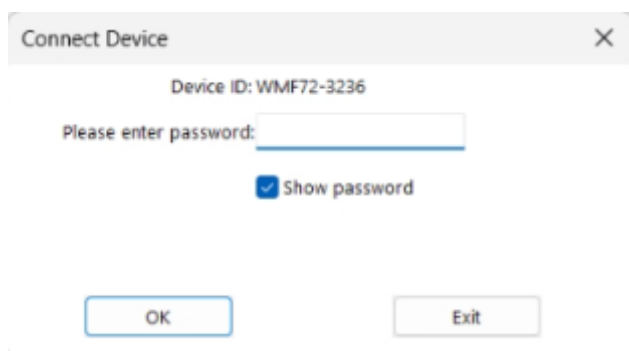 Connect Device
Device ID: WMF72-3236
Please enter password:
Show password
OK
Exit